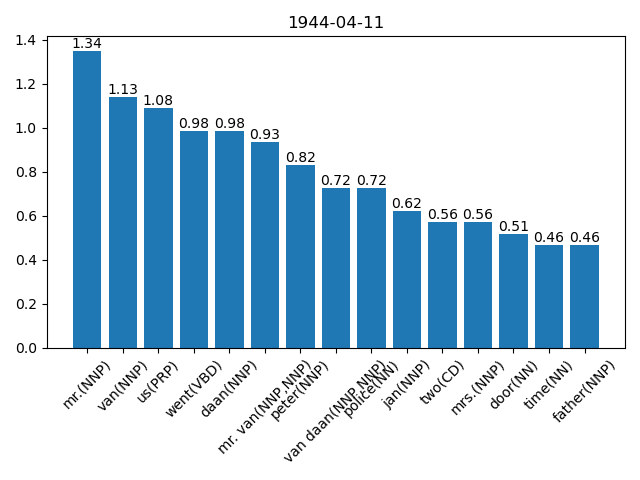 1944-04-11
1.4
1.2
1.0
0.8
0.6
0.4
0.2
0.0
1.34
1.13
1.08
0.98
0.98
0.93
0.82
0.72
0.72
0.62
0.56
0.56
0.51
0.46
0.46
mr.(NNP)
van(NNP)
us(PRP)
went(VBD)
daan(NNP)
mr. van(NNP,NNP)
peter(NNP)
van daan(NNP,NNP)
police(NN)
jan(NNP)
two(CD)
mrs.(NNP)
door(NN)
time(NN)
father(NNP)